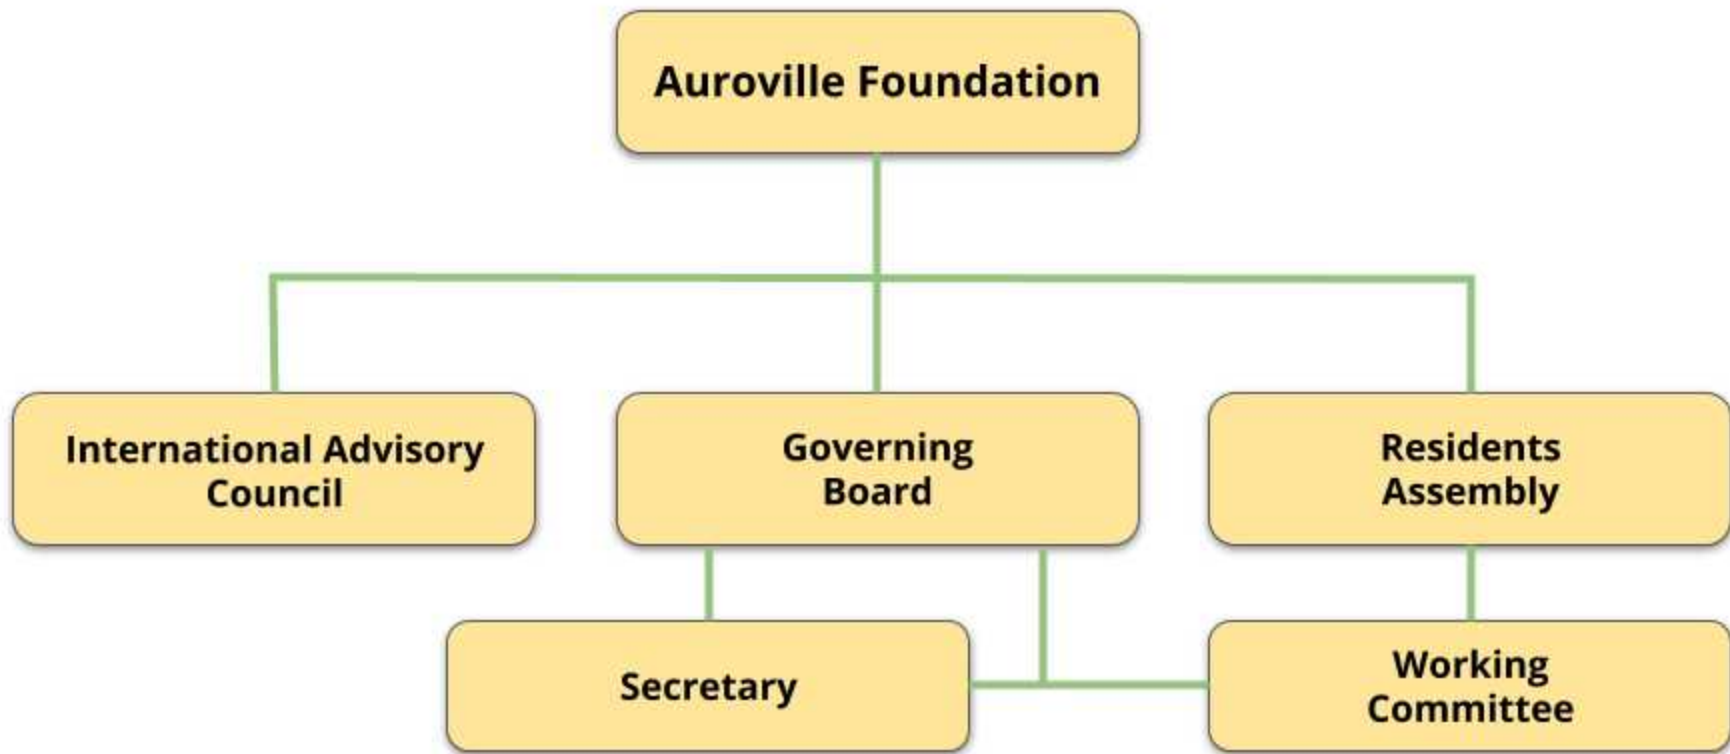 Auroville Foundation
International Advisory
Council
Governing
Board
Residents
Assembly
Secretary
Working
Committee